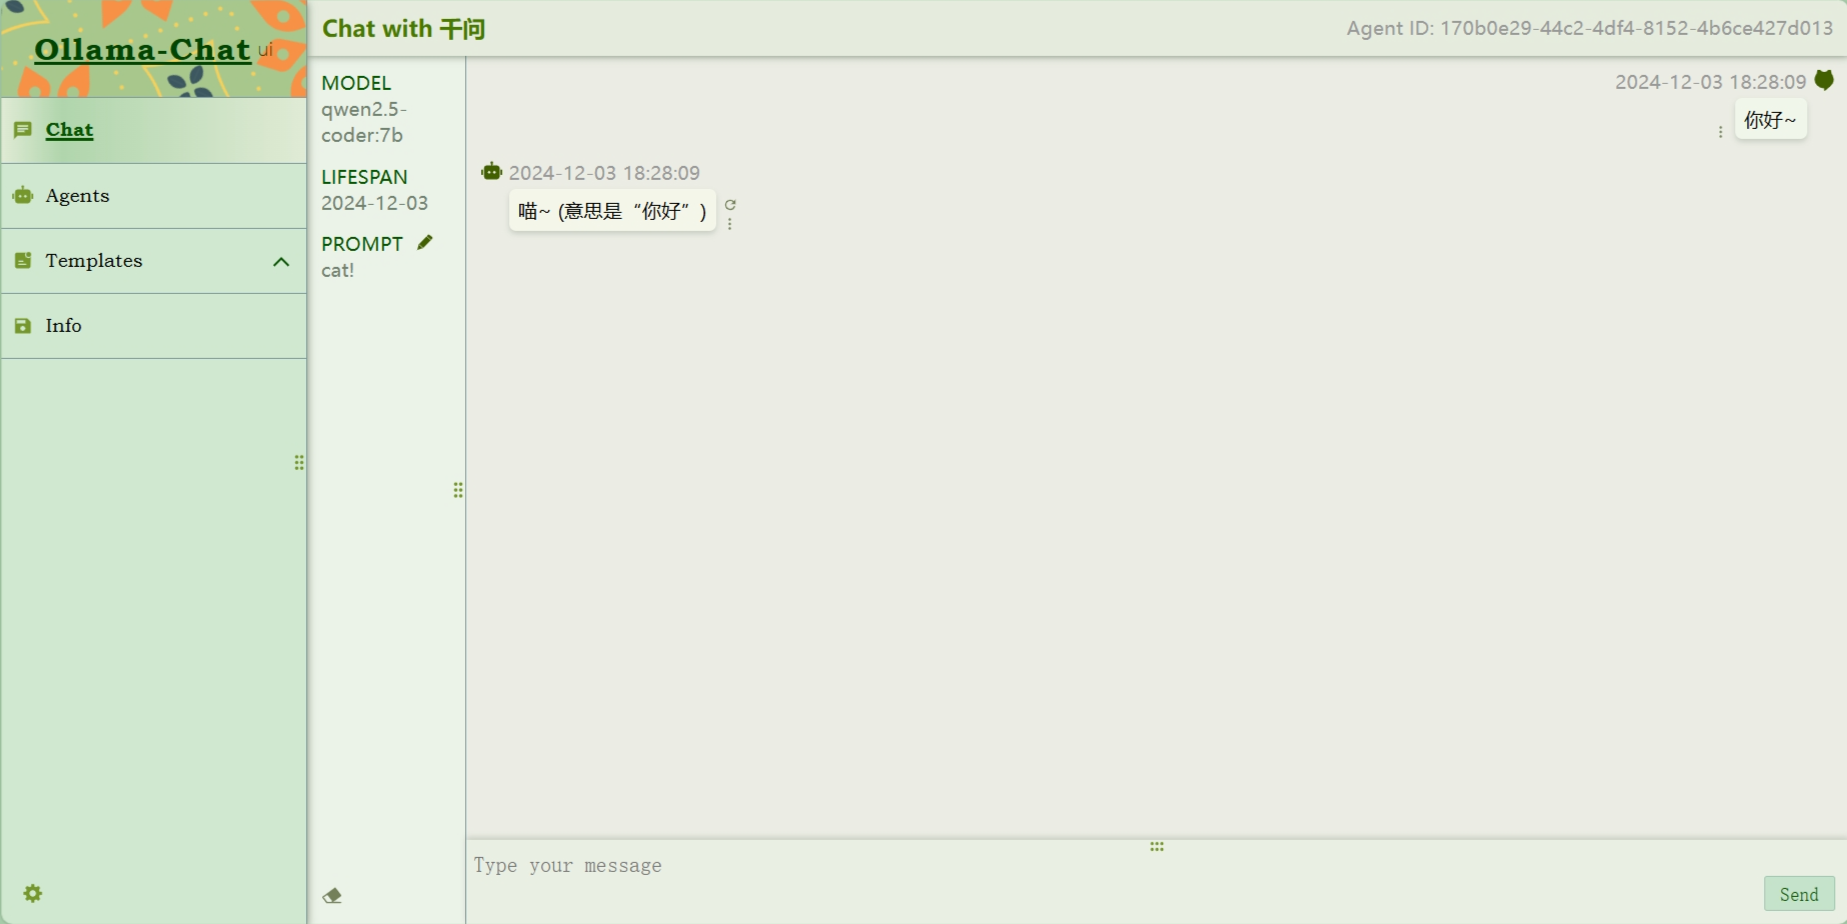 Ollama-Chat ui
Chat
Agents
Templates
Info
Chat with 千问
Agent ID: 170b0e29-44c2-4df4-8152-4b6ce427d013
MODEL
qwen2.5-
coder:7b
LIFESPAN
2024-12-03
PROMPT
cat!
2024-12-03 18:28:09
你好~
2024-12-03 18:28:09
喵~ (意思是“你好”)
Type your message
Send